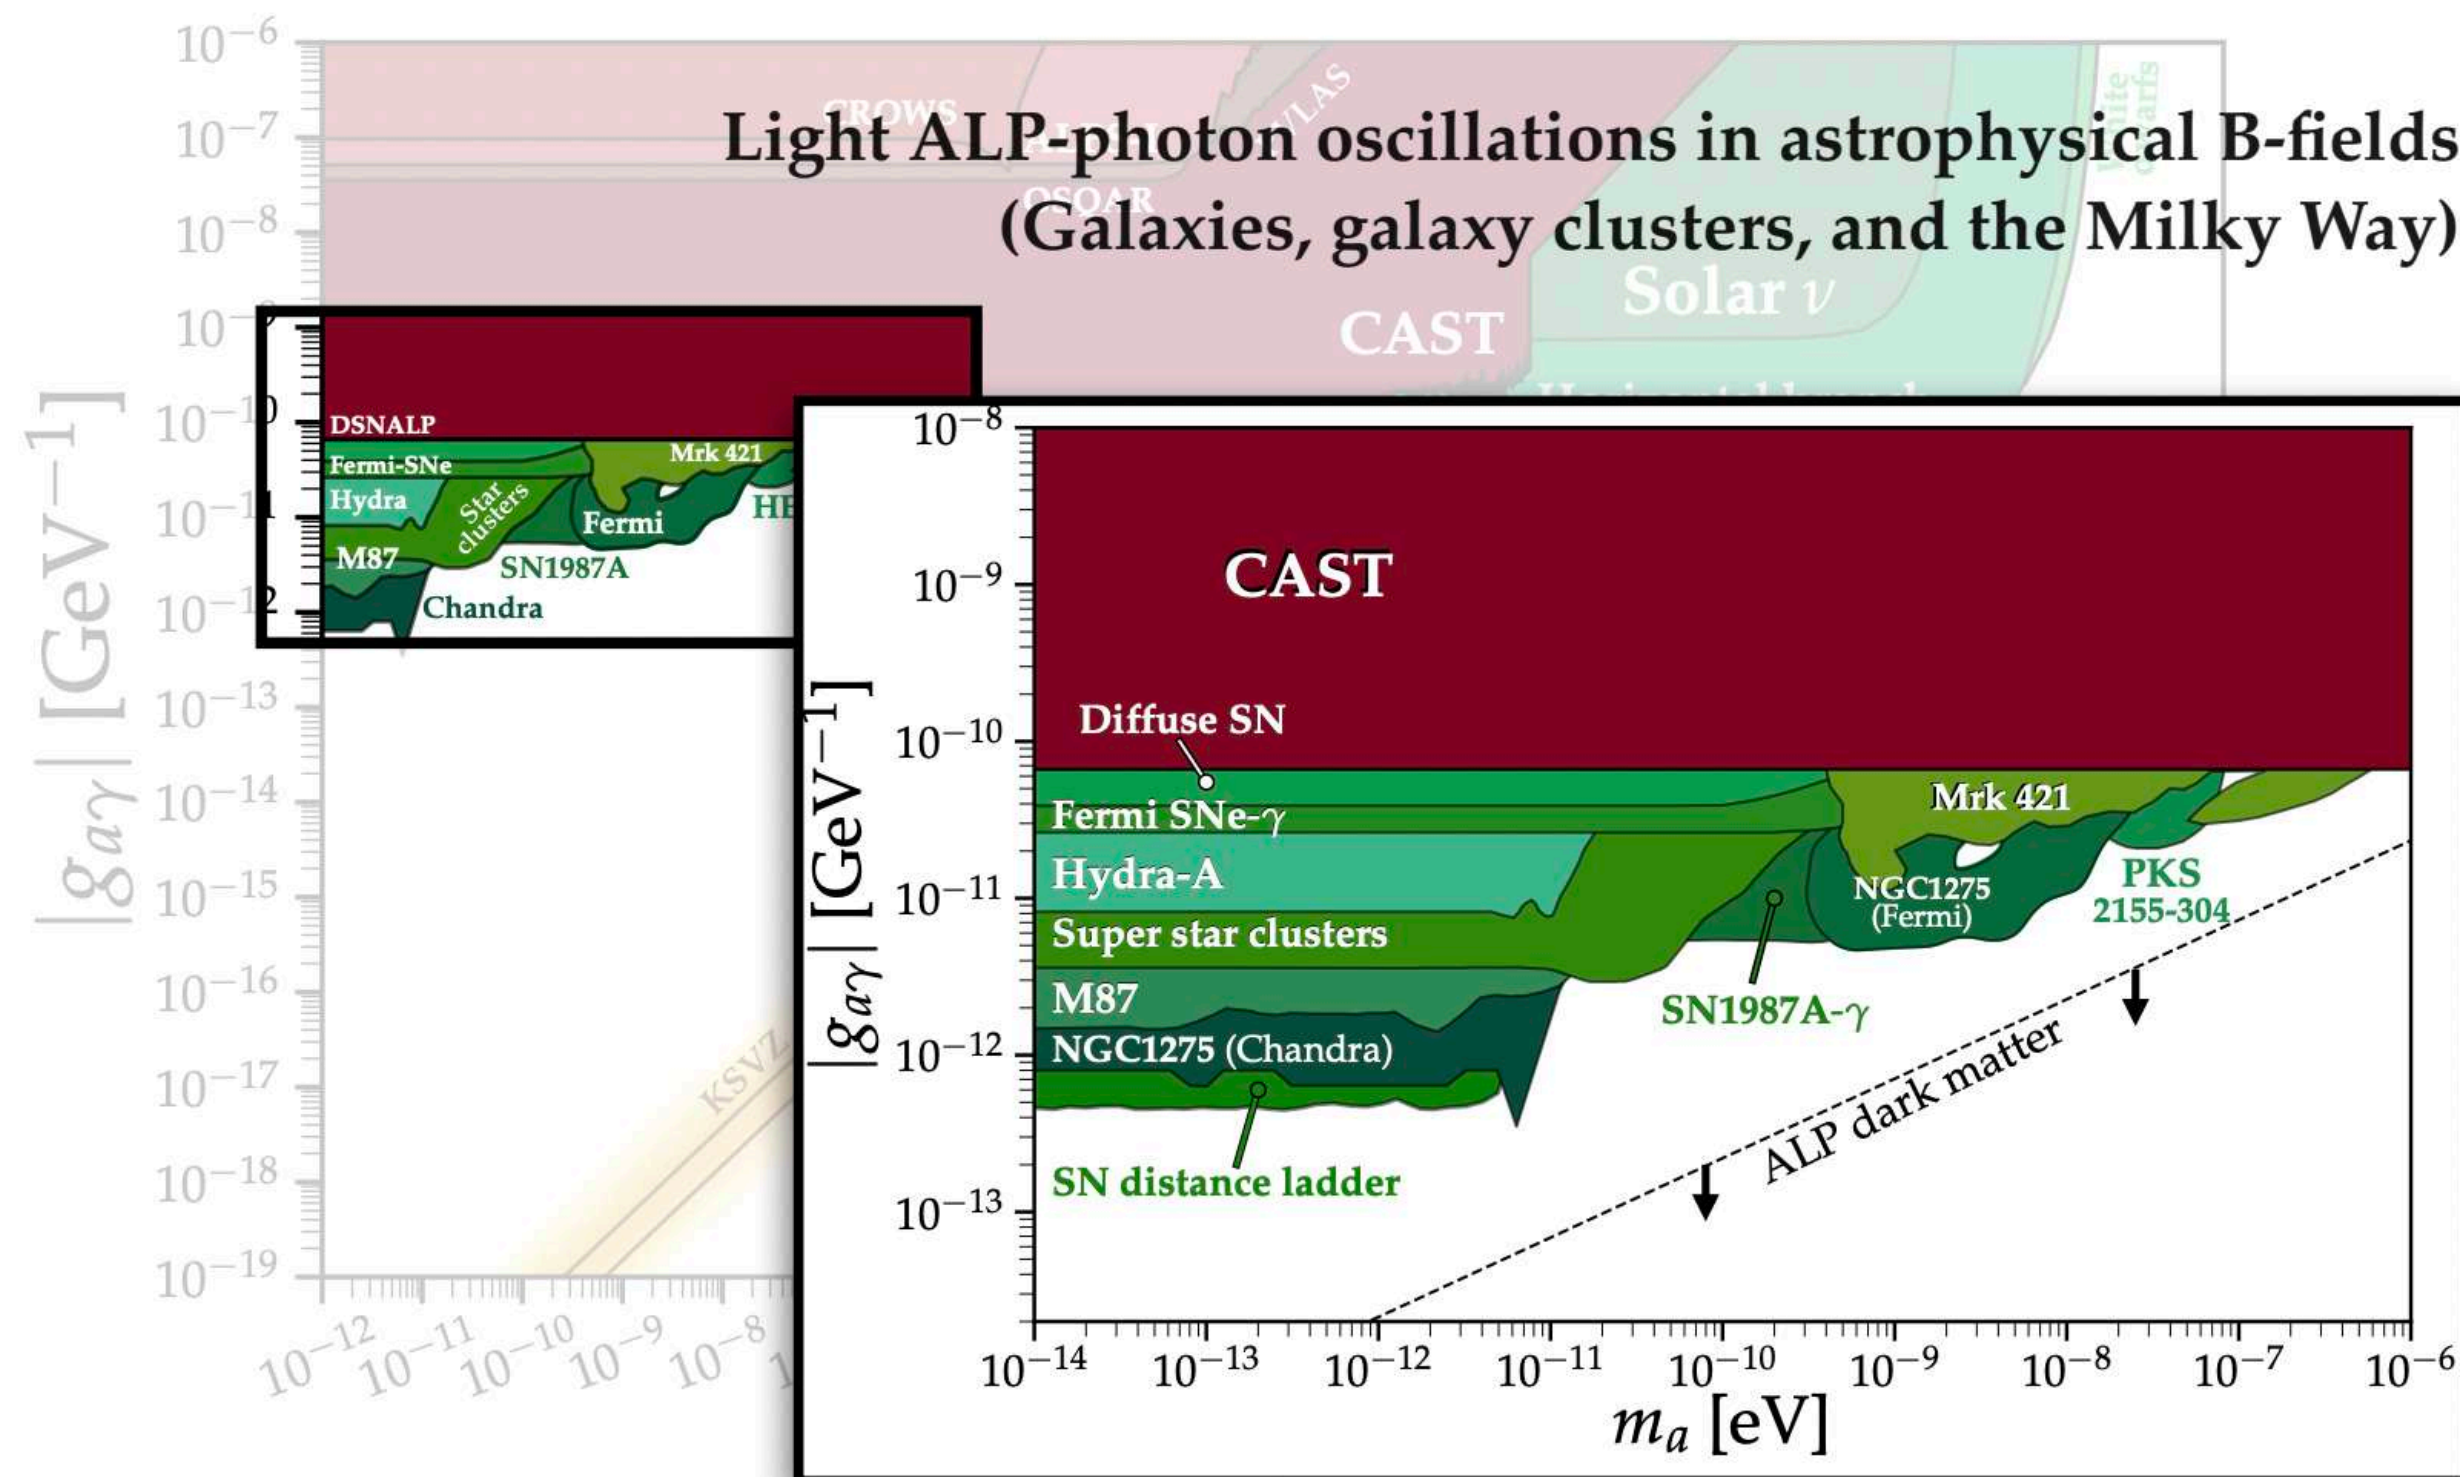 Light ALP-photon oscillations in astrophysical B-fields
(Galaxies, galaxy clusters, and the Milky Way)
CROWS
OSQAR
CAST
Solar ν
|g_{aγ}| [GeV⁻¹]
10⁻⁶
10⁻⁷
10⁻⁸
10⁻⁹
10⁻¹⁰
10⁻¹¹
10⁻¹²
10⁻¹³
10⁻¹⁴
10⁻¹⁵
10⁻¹⁶
10⁻¹⁷
10⁻¹⁸
10⁻¹⁹
10⁻¹²
10⁻¹¹
10⁻¹⁰
10⁻⁹
10⁻⁸
KSVZ
DSNALP
Fermi-SNe
Mrk 421
Hydra
Star
clusters
Fermi
M87
SN1987A
Chandra
|g_{aγ}| [GeV⁻¹]
10⁻⁸
10⁻⁹
10⁻¹⁰
10⁻¹¹
10⁻¹²
10⁻¹³
CAST
Diffuse SN
Fermi SNe-γ
Mrk 421
Hydra-A
NGC1275
(Fermi)
PKS
2155-304
Super star clusters
M87
SN1987A-γ
NGC1275 (Chandra)
ALP dark matter
SN distance ladder
10⁻¹⁴
10⁻¹³
10⁻¹²
10⁻¹¹
10⁻¹⁰
10⁻⁹
10⁻⁸
10⁻⁷
10⁻⁶
m_a [eV]